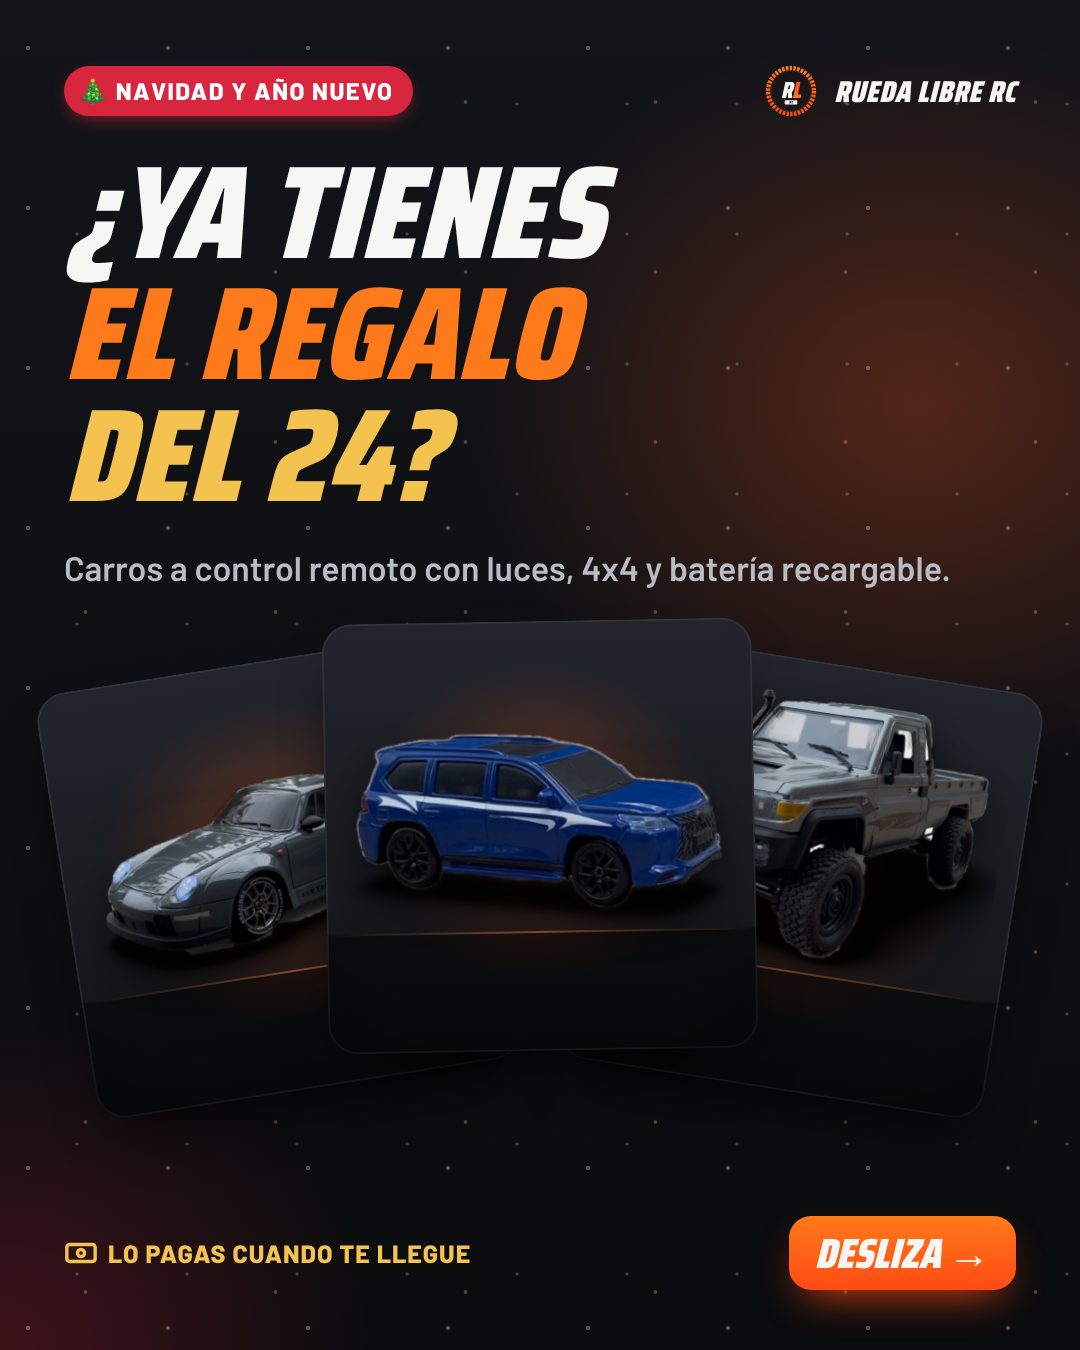 🎄 NAVIDAD Y AÑO NUEVO
RL RUEDA LIBRE RC
¿YA TIENES
EL REGALO
DEL 24?
Carros a control remoto con luces, 4x4 y batería recargable.
LO PAGAS CUANDO TE LLEGUE
DESLIZA →